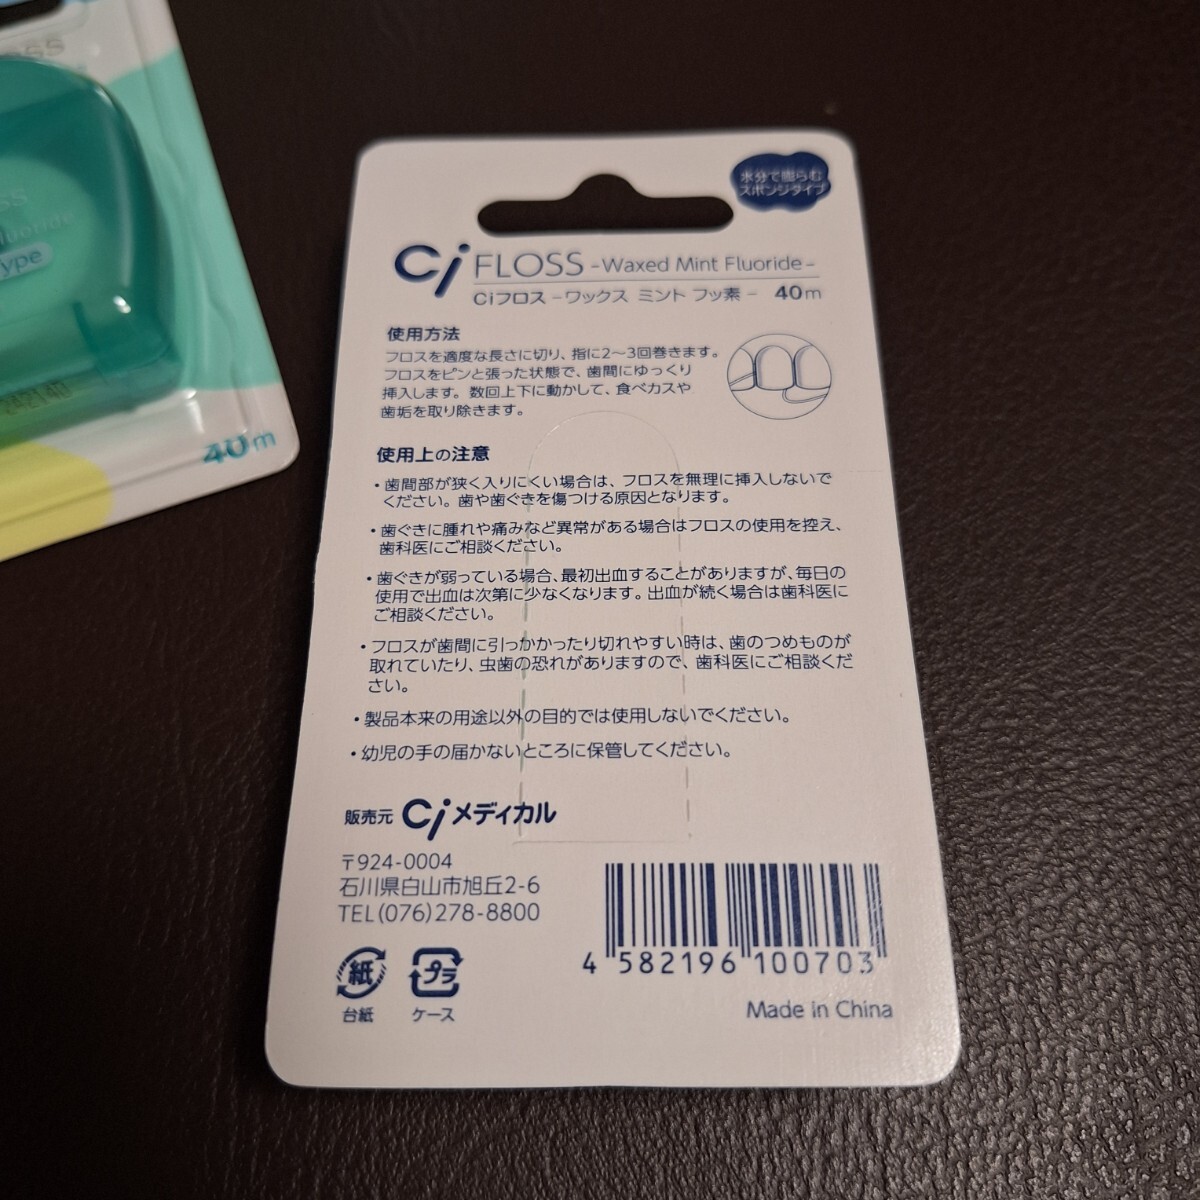 SS
luoride
ype
242140
40m
水分で膨らむ
スポンジタイプ
Ci FLOSS -Waxed Mint Fluoride-
Ciフロス -ワックス ミント フッ素- 40m
使用方法
フロスを適度な長さに切り、指に2〜3回巻きます。
フロスをピンと張った状態で、歯間にゆっくり
挿入します。数回上下に動かして、食べカスや
歯垢を取り除きます。
使用上の注意
・歯間部が狭く入りにくい場合は、フロスを無理に挿入しないで
ください。歯や歯ぐきを傷つける原因となります。
・歯ぐきに腫れや痛みなど異常がある場合はフロスの使用を控え、
歯科医にご相談ください。
・歯ぐきが弱っている場合、最初出血することがありますが、毎日の
使用で出血は次第に少なくなります。出血が続く場合は歯科医に
ご相談ください。
・フロスが歯間に引っかかったり切れやすい時は、歯のつめものが
取れていたり、虫歯の恐れがありますので、歯科医にご相談くだ
さい。
・製品本来の用途以外の目的では使用しないでください。
・幼児の手の届かないところに保管してください。
販売元 Ciメディカル
〒924-0004
石川県白山市旭丘2-6
TEL(076)278-8800
紙
台紙
プラ
ケース
4 582196 100703
Made in China